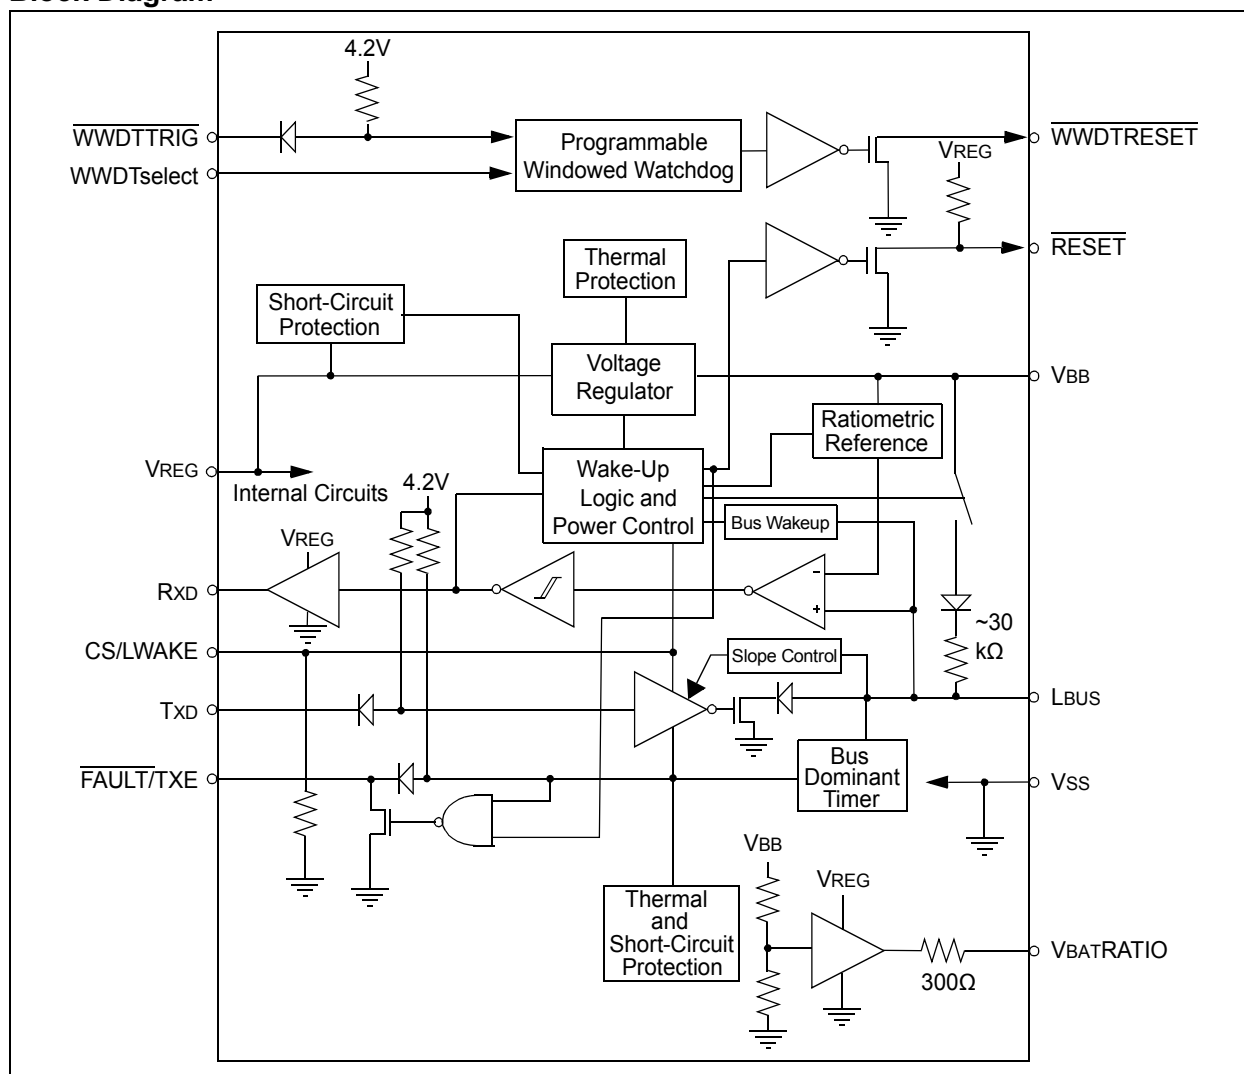 4.2V
WWDTTRIG
WWDTselect
Programmable
Windowed Watchdog
WWDTRESET
VREG
RESET
Thermal
Protection
Short-Circuit
Protection
Voltage
Regulator
VBB
Ratiometric
Reference
VREG
Internal Circuits
4.2V
Wake-Up
Logic and
Power Control
Bus Wakeup
VREG
RXD
-
+
~30
kΩ
CS/LWAKE
Slope Control
TXD
LBUS
FAULT/TXE
Bus
Dominant
Timer
VSS
VBB
VREG
Thermal
and
Short-Circuit
Protection
300Ω
VBATRATIO